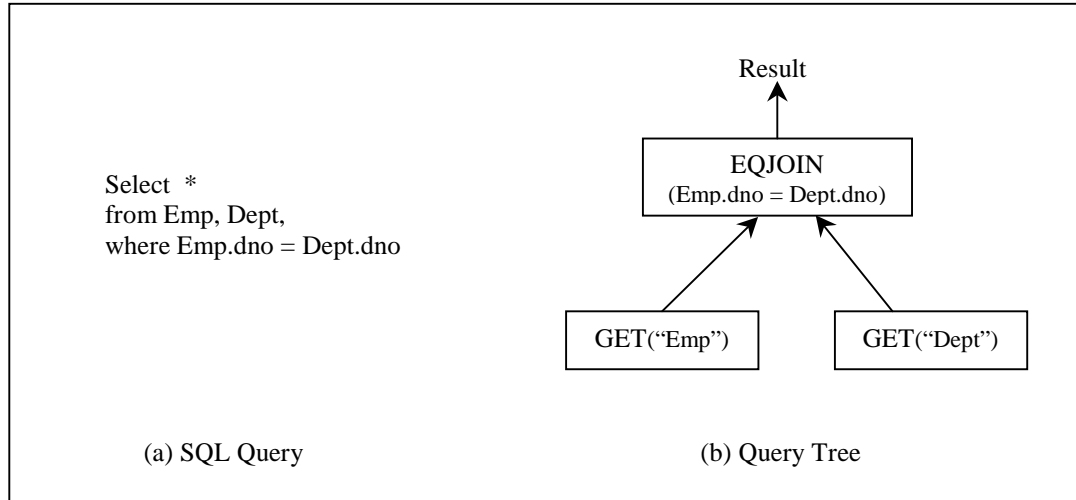 Select *
from Emp, Dept,
where Emp.dno = Dept.dno
(a) SQL Query
Result
EQJOIN
(Emp.dno = Dept.dno)
GET(“Emp”)
GET(“Dept”)
(b) Query Tree